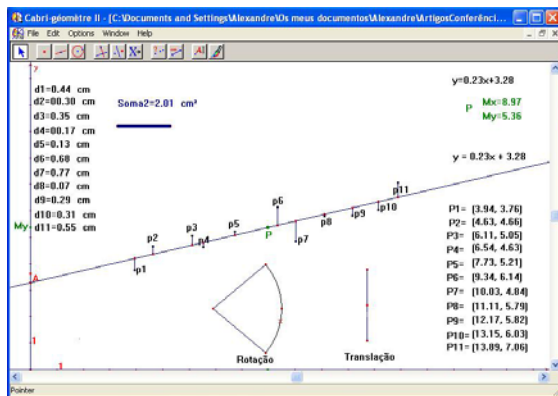 Cabri-géomètre II - [C:\Documents and Settings\Alexandre\Os meus documentos\Alexandre\ArtigosConferênci...
File Edit Options Window Help
y
d1=0.44 cm
d2=00.30 cm
d3=0.35 cm
d4=00.17 cm
d5=0.13 cm
d6=0.60 cm
d7=0.77 cm
d8=0.07 cm
d9=0.29 cm
d10=0.31 cm
d11=0.55 cm
Soma2=2.01 cm²
y=0.23x+3.28
P
Mx=8.97
My=5.36
y = 0.23x + 3.28
My
p1
p2
p3
p4
p5
p6
P
p7
p8
p9
p10
p11
A
P1= (3.94, 3.76)
P2= (4.63, 4.66)
P3= (6.11, 5.05)
P4= (6.54, 4.63)
P5= (7.73, 5.21)
P6= (9.34, 6.14)
P7= (10.03, 4.84)
P8= (11.11, 5.79)
P9= (12.17, 5.82)
P10= (13.15, 6.03)
P11= (13.89, 7.06)
1
Rotação
Translação
1
Pointer